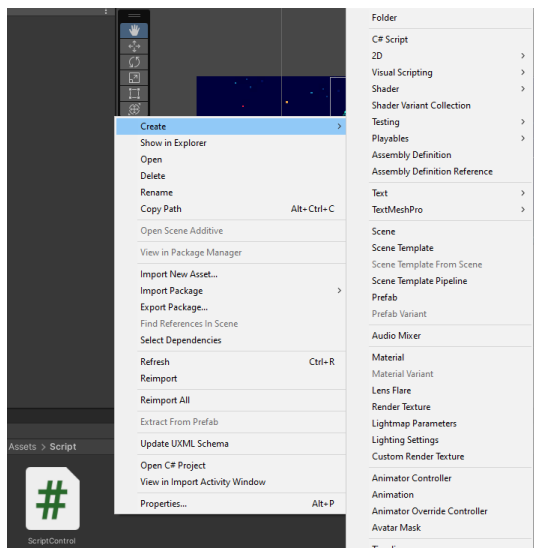 Create
Show in Explorer
Open
Delete
Rename
Copy Path Alt+Ctrl+C
Open Scene Additive
View in Package Manager
Import New Asset...
Import Package
Export Package...
Find References In Scene
Select Dependencies
Refresh Ctrl+R
Reimport
Reimport All
Extract From Prefab
Update UXML Schema
Open C# Project
View in Import Activity Window
Properties... Alt+P
Folder
C# Script
2D
Visual Scripting
Shader
Shader Variant Collection
Testing
Playables
Assembly Definition
Assembly Definition Reference
Text
TextMeshPro
Scene
Scene Template
Scene Template From Scene
Scene Template Pipeline
Prefab
Prefab Variant
Audio Mixer
Material
Material Variant
Lens Flare
Render Texture
Lightmap Parameters
Lighting Settings
Custom Render Texture
Animator Controller
Animation
Animator Override Controller
Avatar Mask
Assets > Script
#
ScriptControl